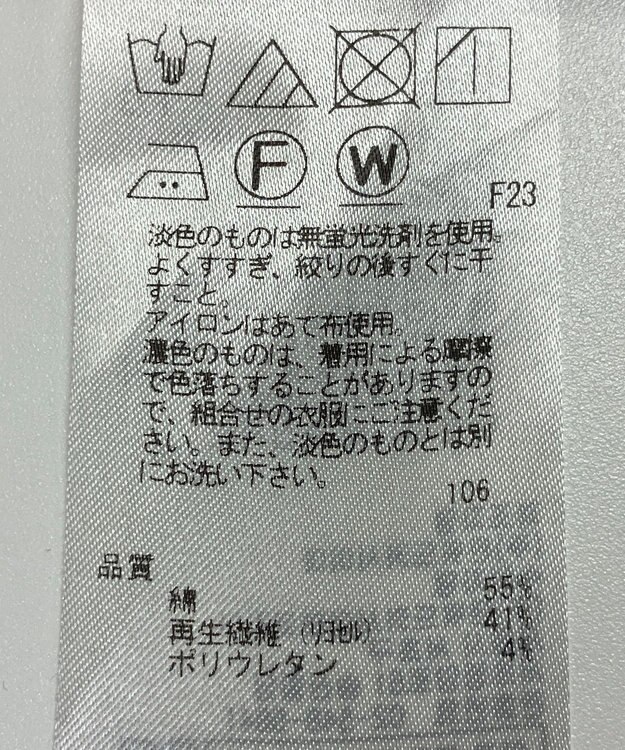 F W
F23
淡色のものは無蛍光洗剤を使用。
よくすすぎ、絞りの後すぐに干
すこと。
アイロンはあて布使用。
濃色のものは、着用による摩擦
で色落ちすることがありますの
で、組合せの衣服にご注意くだ
さい。また、淡色のものとは別
にお洗い下さい。
106
品質
綿 55%
再生繊維（リヨセル） 41%
ポリウレタン 4%